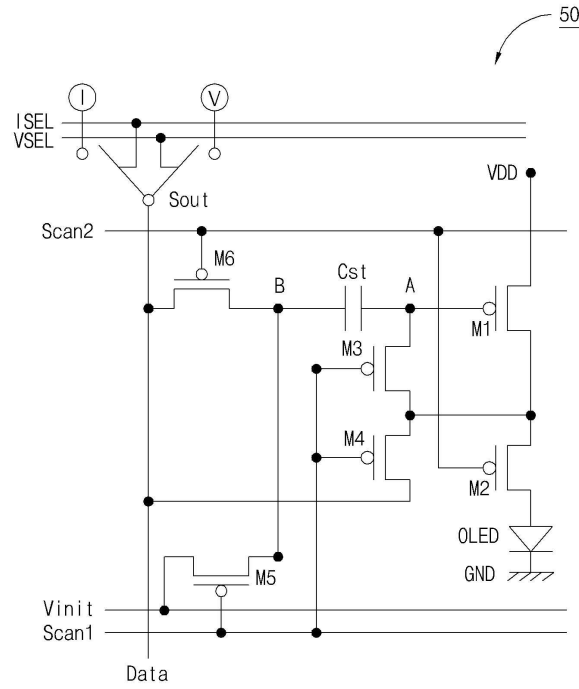 50
I
V
ISEL
VSEL
Sout
VDD
Scan2
M6
B
Cst
A
M1
M3
M4
M2
OLED
M5
GND
Vinit
Scan1
Data